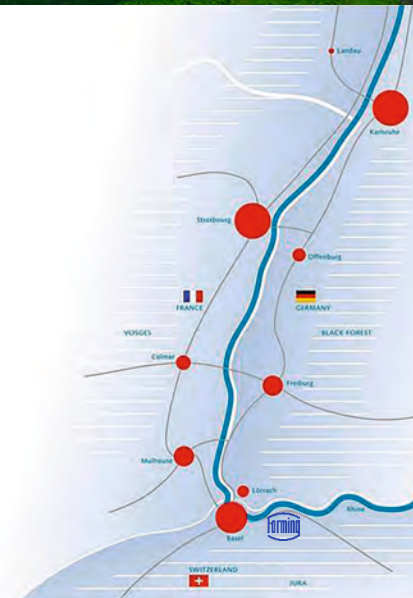 Landau
Karlsruhe
Strasbourg
Offenburg
FRANCE
GERMANY
VOSGES
BLACK FOREST
Colmar
Freiburg
Mulhouse
Lörrach
Rhine
Forming
Basel
SWITZERLAND
JURA